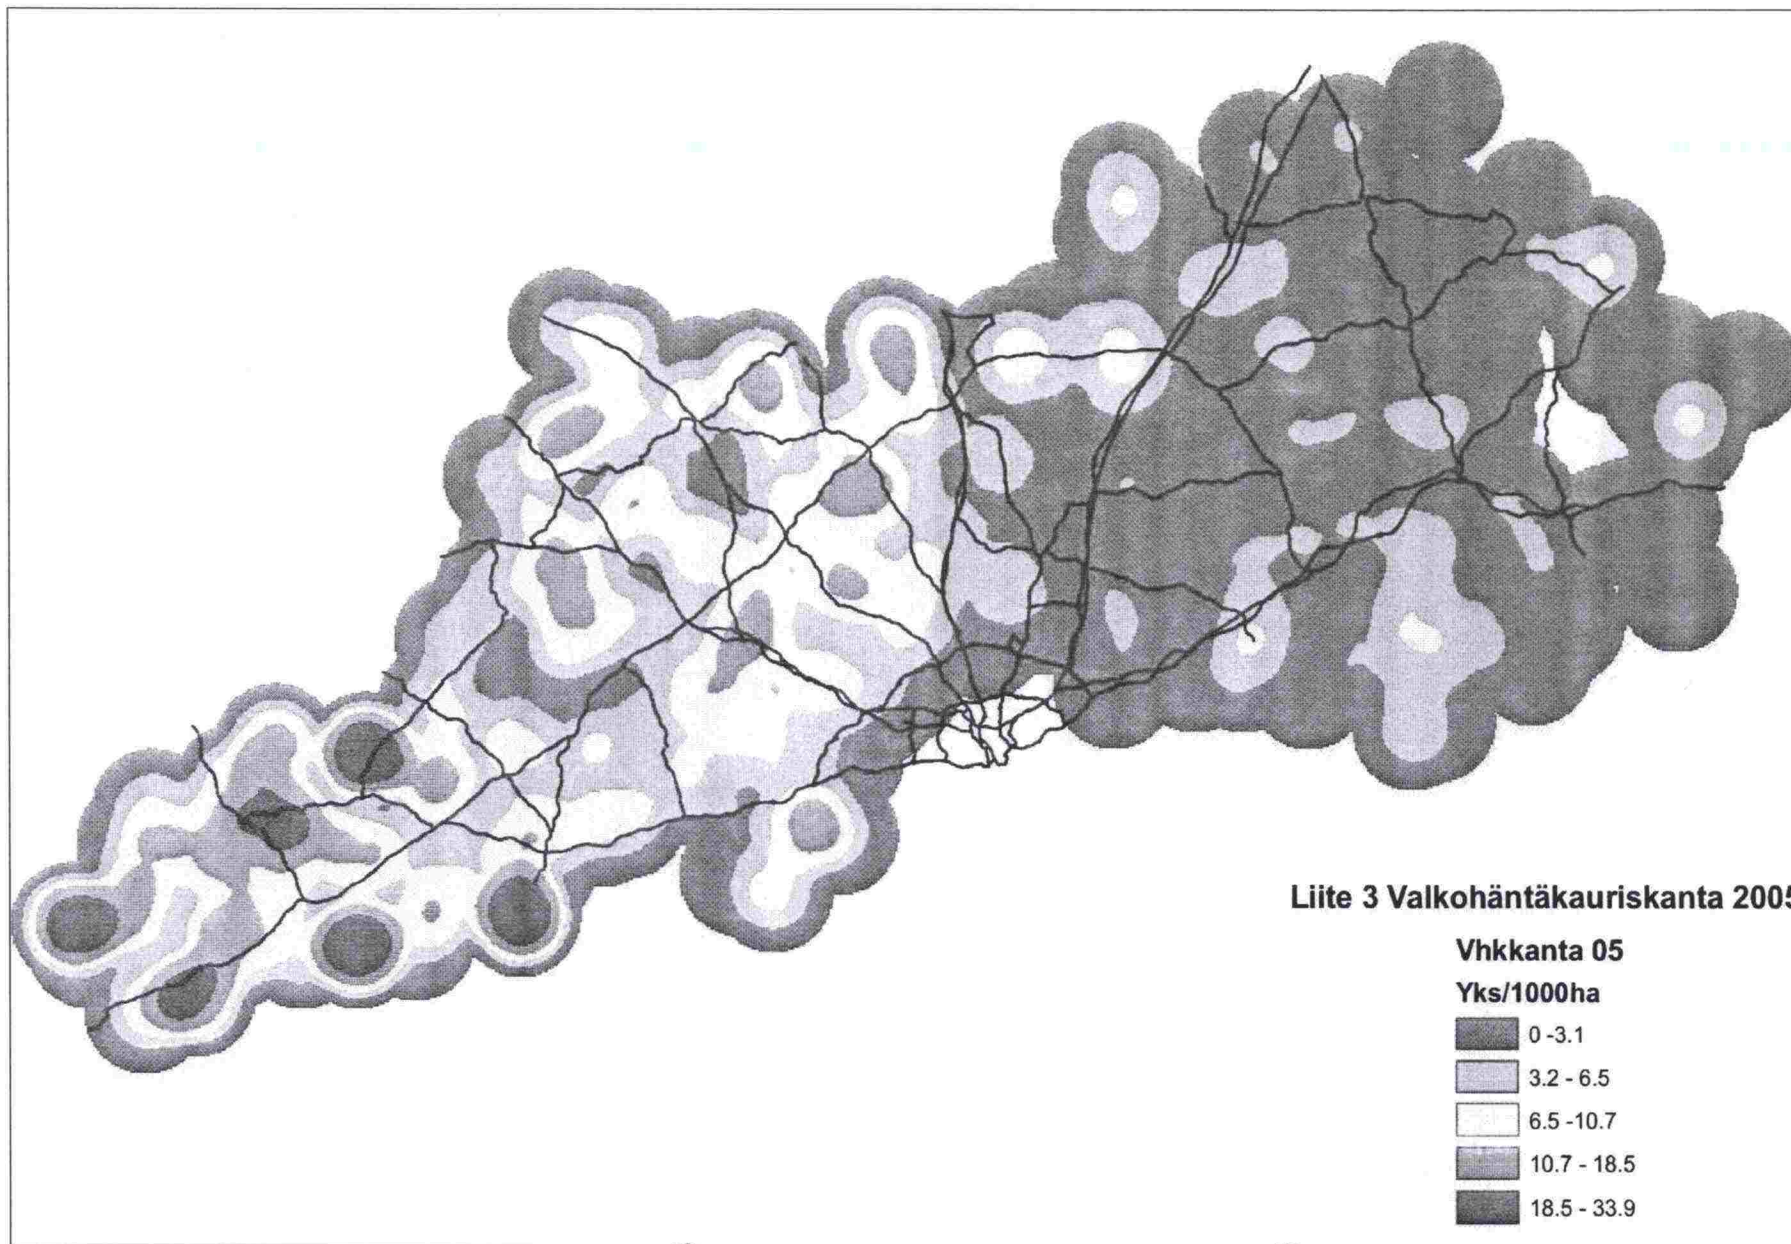 Liite 3 Valkohäntäkauriskanta 2005
Vhkkanta 05
Yks/1000ha
0 -3.1
3.2 - 6.5
6.5 -10.7
10.7 - 18.5
18.5 - 33.9